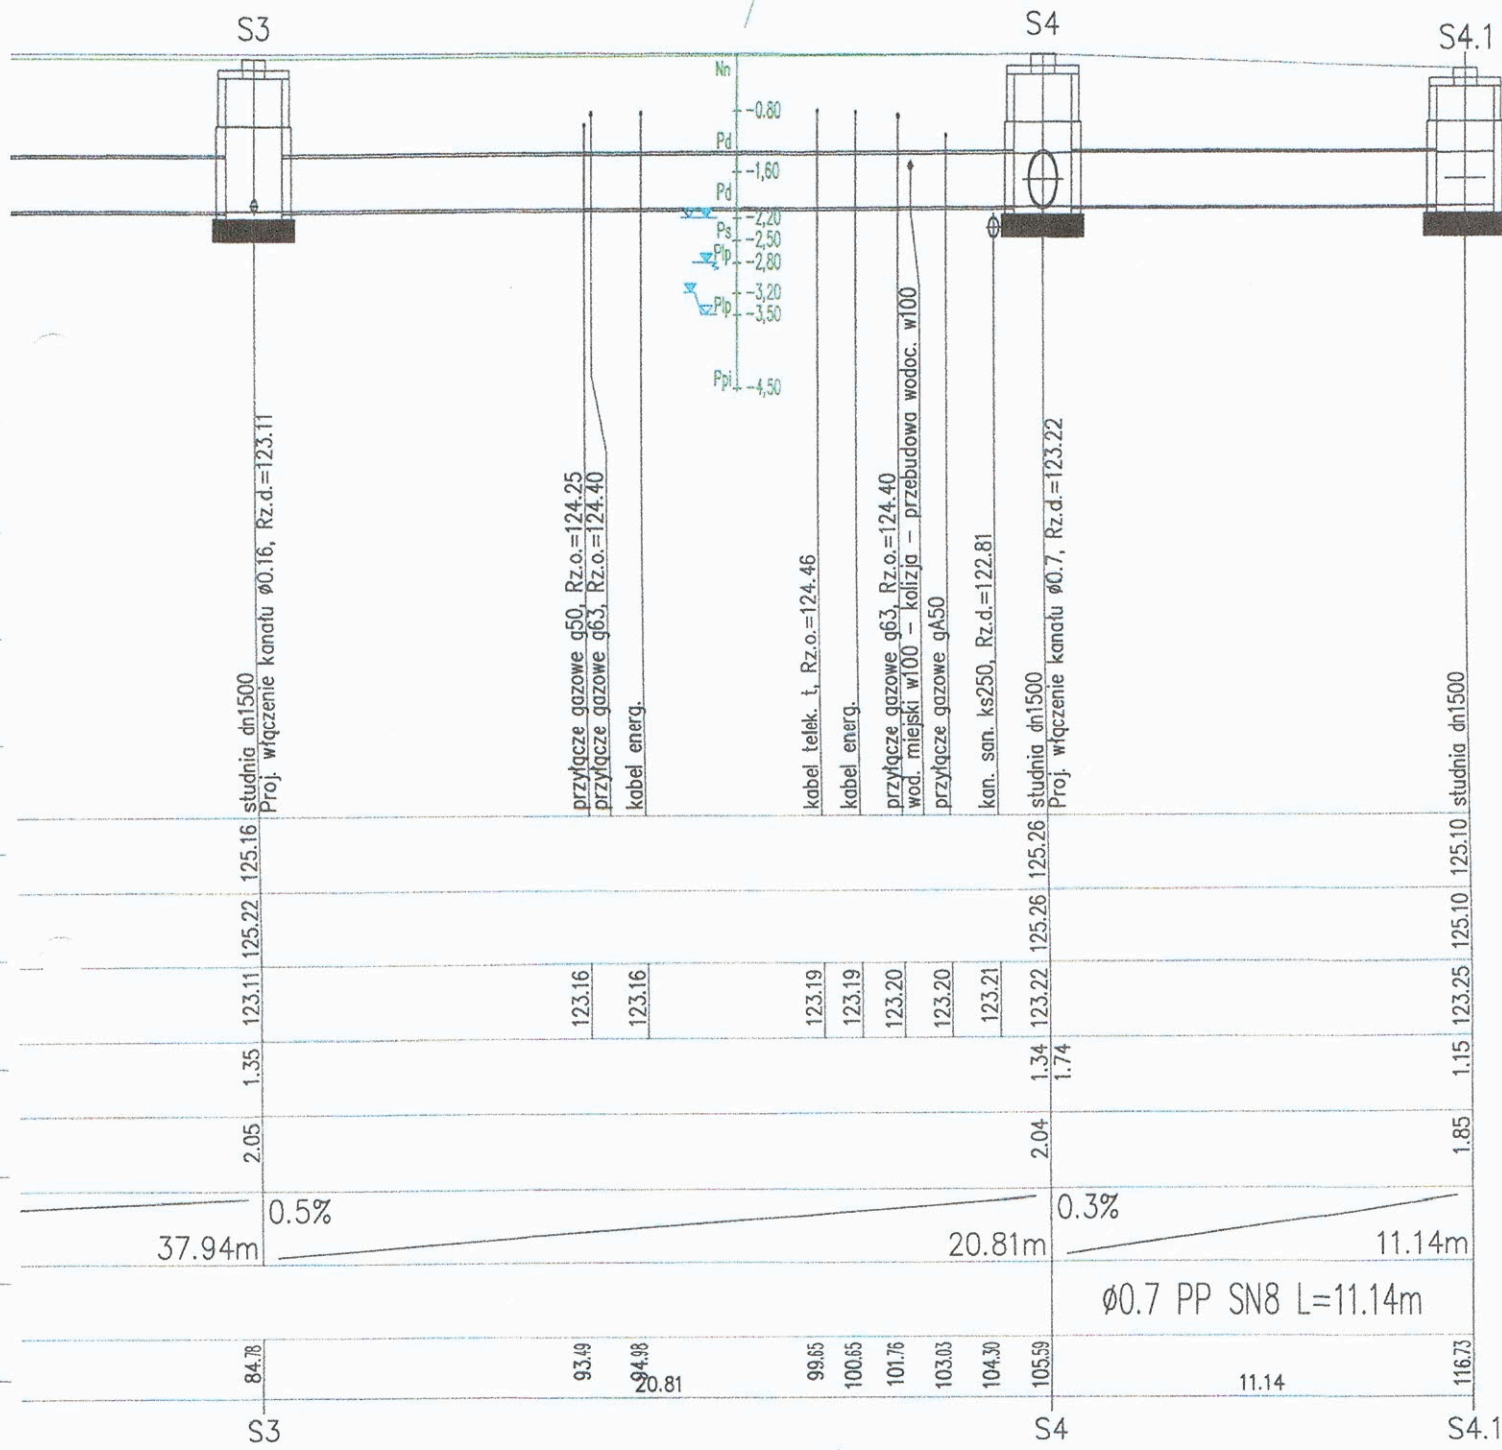 S3
S4
S4.1
Nn
-0.80
Pd
-1,60
Pd
-2,20
Ps
-2,50
Plp
-2,80
-3,20
Plp
-3,50
Ppi
-4,50
studnia dn1500
Proj. włączenie kanału ø0.16, Rz.d.=123.11
przyłącze gazowe g50, Rz.o.=124.25
przyłącze gazowe g63, Rz.o.=124.40
kabel energ.
kabel telek. t, Rz.o.=124.46
kabel energ.
przyłącze gazowe g63, Rz.o.=124.40
wod. miejski w100 – kolizja – przebudowa wodoc. w100
przyłącze gazowe gA50
kan. san. ks250, Rz.d.=122.81
studnia dn1500
Proj. włączenie kanału ø0.7, Rz.d.=123.22
studnia dn1500
125.16 125.26 125.10
125.22 125.26 125.10
123.11 123.16 123.16 123.19 123.19 123.20 123.20 123.21 123.22 123.25
1.35 1.34 1.74 1.15
2.05 2.04 1.85
0.5% 0.3%
37.94m 20.81m 11.14m
ø0.7 PP SN8 L=11.14m
84.78 93.49 94.98 99.65 100.65 101.76 103.03 104.30 105.59 116.73
20.81 11.14
S3 S4 S4.1